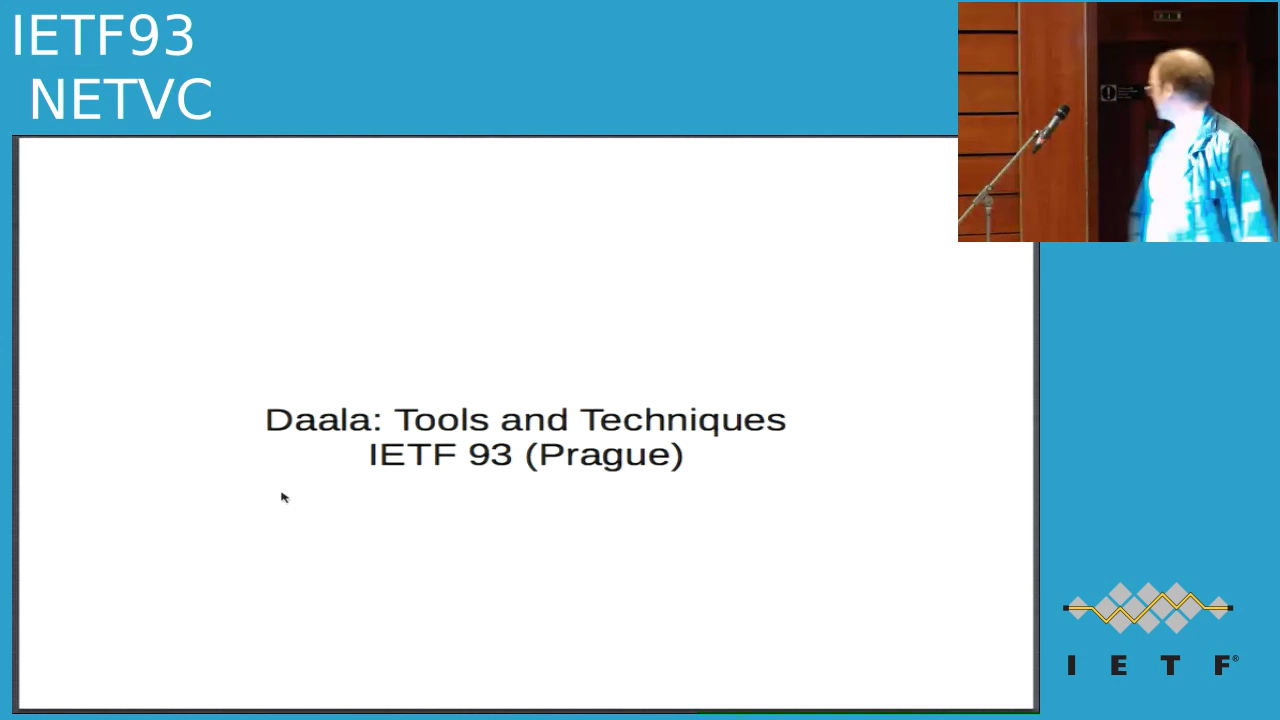 IETF93
NETVC
Daala: Tools and Techniques
IETF 93 (Prague)
I E T F®